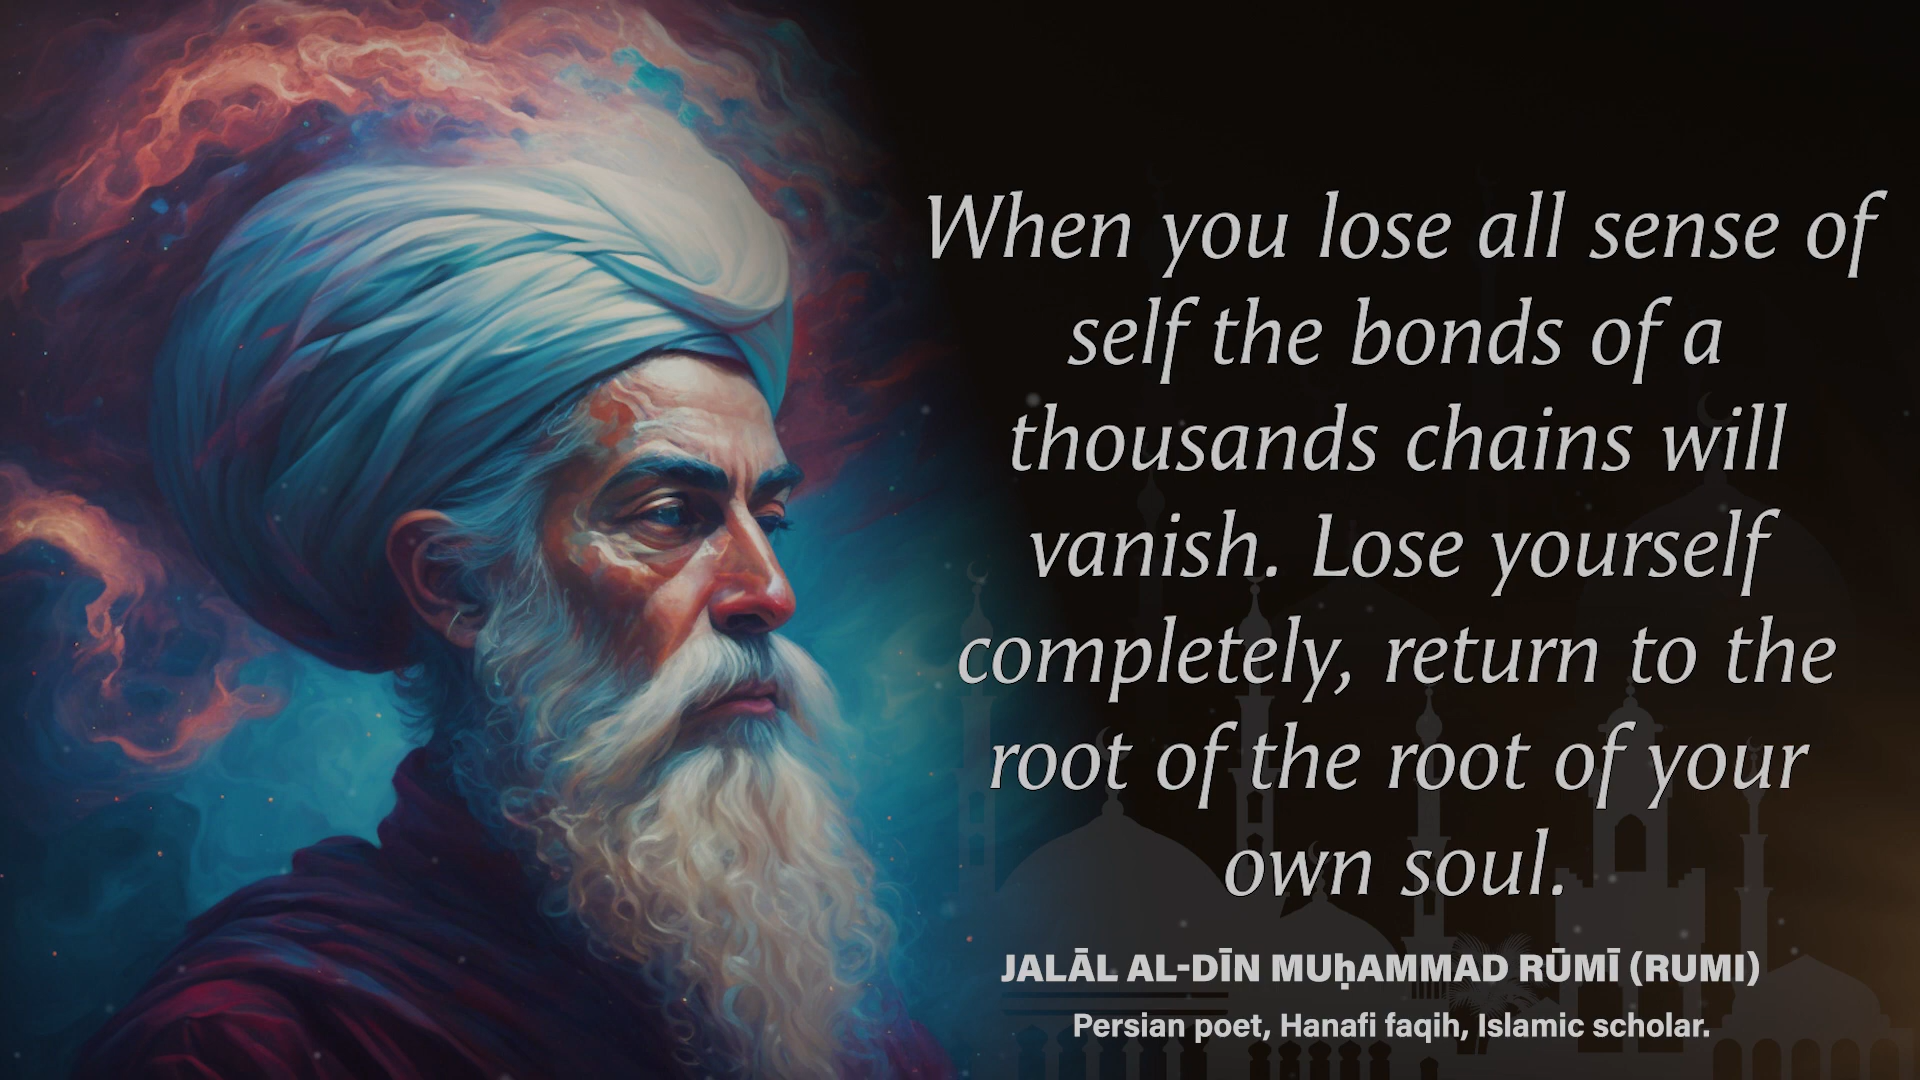 When you lose all sense of
self the bonds of a
thousands chains will
vanish. Lose yourself
completely, return to the
root of the root of your
own soul.
JALĀL AL-DĪN MUḥAMMAD RŪMĪ (RUMI)
Persian poet, Hanafi faqih, Islamic scholar.